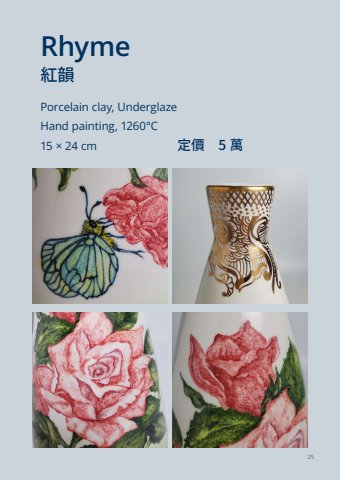 Rhyme
紅韻
Porcelain clay, Underglaze
Hand painting, 1260°C
15 × 24 cm 定價 5 萬
25